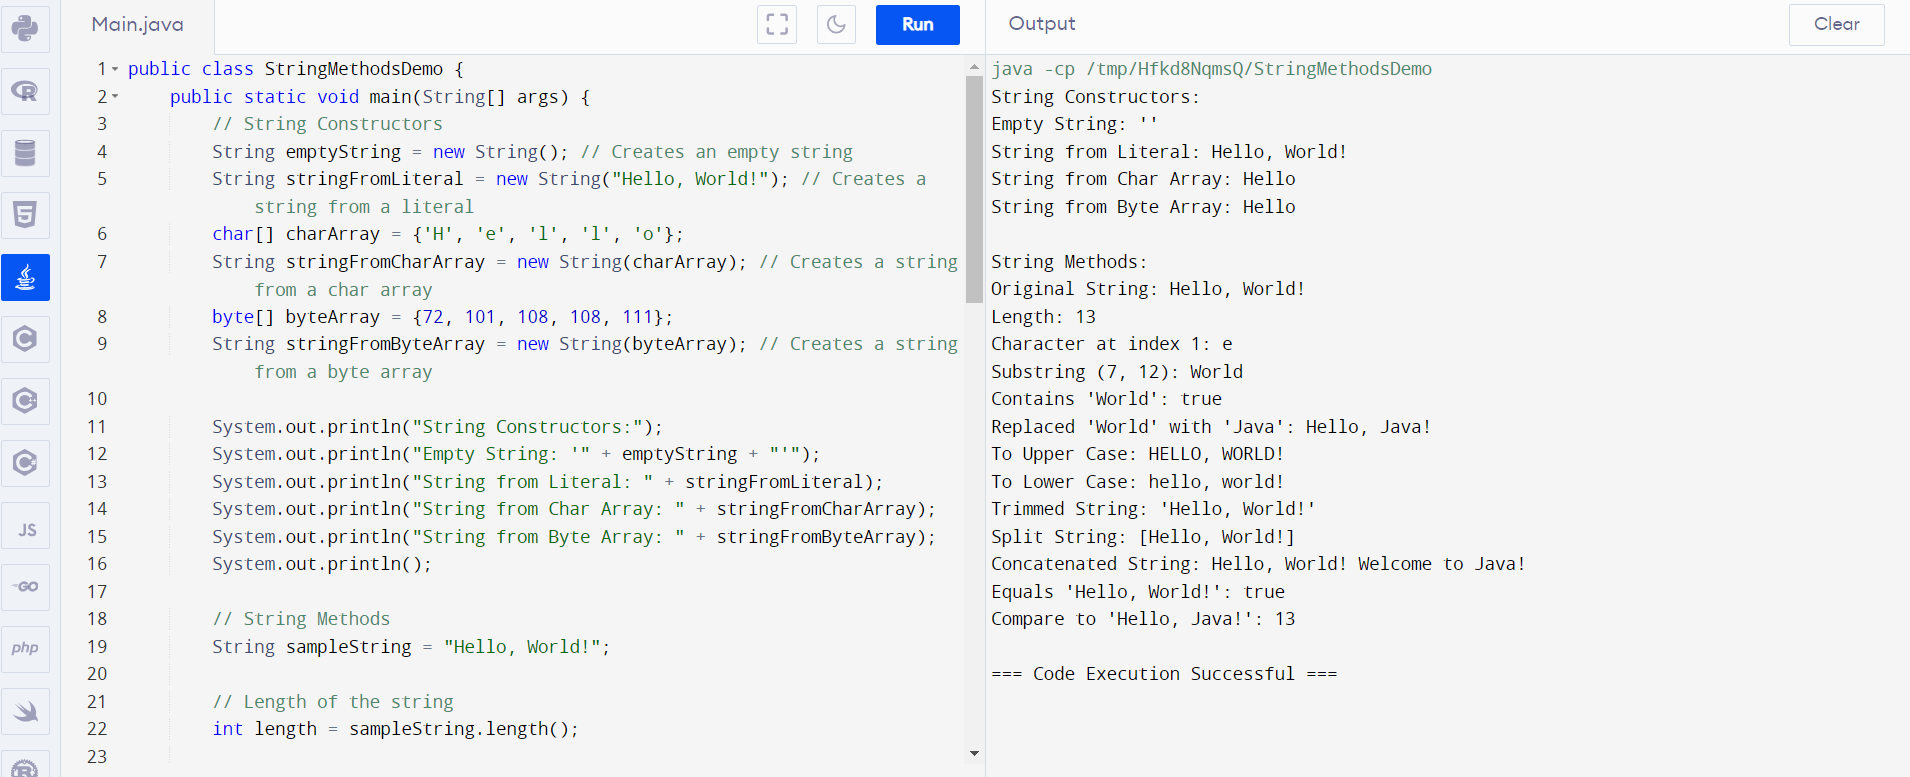 Main.java
Run
Output
Clear
1 public class StringMethodsDemo {
2 public static void main(String[] args) {
3 // String Constructors
4 String emptyString = new String(); // Creates an empty string
5 String stringFromLiteral = new String("Hello, World!"); // Creates a
string from a literal
6 char[] charArray = {'H', 'e', 'l', 'l', 'o'};
7 String stringFromCharArray = new String(charArray); // Creates a string
from a char array
8 byte[] byteArray = {72, 101, 108, 108, 111};
9 String stringFromByteArray = new String(byteArray); // Creates a string
from a byte array
10
11 System.out.println("String Constructors:");
12 System.out.println("Empty String: '" + emptyString + "'");
13 System.out.println("String from Literal: " + stringFromLiteral);
14 System.out.println("String from Char Array: " + stringFromCharArray);
15 System.out.println("String from Byte Array: " + stringFromByteArray);
16 System.out.println();
17
18 // String Methods
19 String sampleString = "Hello, World!";
20
21 // Length of the string
22 int length = sampleString.length();
23
java -cp /tmp/Hfkd8NqmsQ/StringMethodsDemo
String Constructors:
Empty String: ''
String from Literal: Hello, World!
String from Char Array: Hello
String from Byte Array: Hello
String Methods:
Original String: Hello, World!
Length: 13
Character at index 1: e
Substring (7, 12): World
Contains 'World': true
Replaced 'World' with 'Java': Hello, Java!
To Upper Case: HELLO, WORLD!
To Lower Case: hello, world!
Trimmed String: 'Hello, World!'
Split String: [Hello, World!]
Concatenated String: Hello, World! Welcome to Java!
Equals 'Hello, World!': true
Compare to 'Hello, Java!': 13
=== Code Execution Successful ===
R
5
C
C
C
JS
GO
php
R